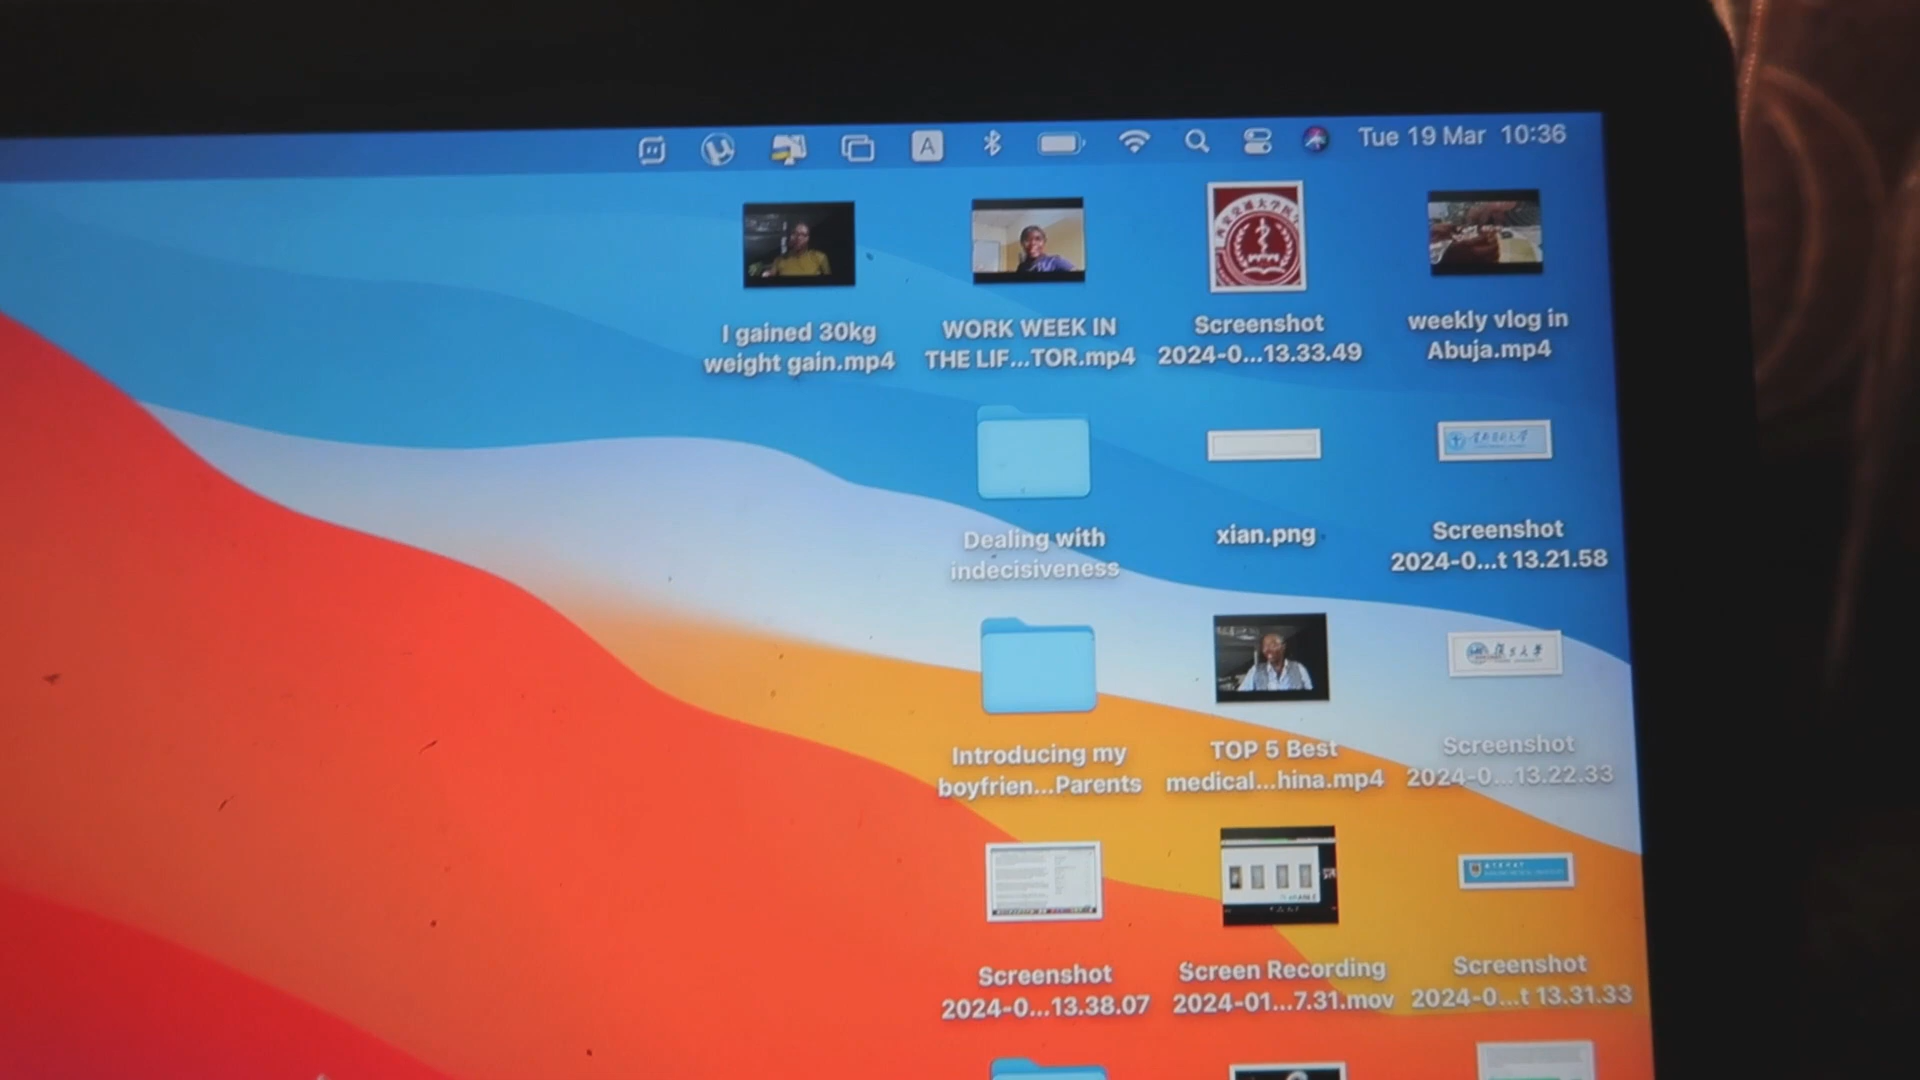 A
Tue 19 Mar 10:36
I gained 30kg
weight gain.mp4
WORK WEEK IN
THE LIF...TOR.mp4
Screenshot
2024-0...13.33.49
weekly vlog in
Abuja.mp4
Dealing with
indecisiveness
xian.png
Screenshot
2024-0...t 13.21.58
Introducing my
boyfrien...Parents
TOP 5 Best
medical...hina.mp4
Screenshot
2024-0...13.22.33
Screenshot
2024-0...13.38.07
Screen Recording
2024-01...7.31.mov
Screenshot
2024-0...t 13.31.33